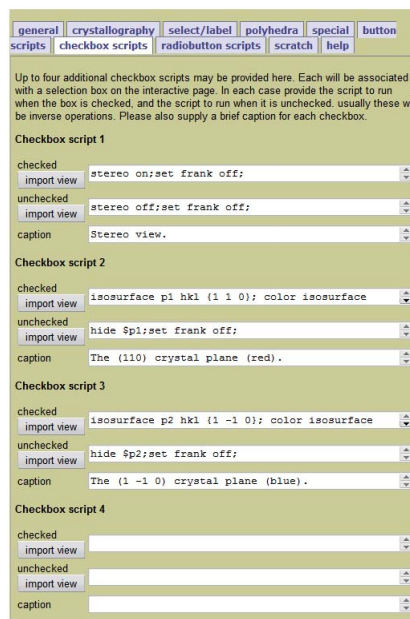 general crystallography select/label polyhedra special button
scripts checkbox scripts radiobutton scripts scratch help
Up to four additional checkbox scripts may be provided here. Each will be associated
with a selection box on the interactive page. In each case provide the script to run
when the box is checked, and the script to run when it is unchecked. usually these w
be inverse operations. Please also supply a brief caption for each checkbox.
Checkbox script 1
checked
import view stereo on;set frank off;
unchecked
import view stereo off;set frank off;
caption Stereo view.
Checkbox script 2
checked
import view isosurface p1 hkl {1 1 0}; color isosurface
unchecked
import view hide $p1;set frank off;
caption The (110) crystal plane (red).
Checkbox script 3
checked
import view isosurface p2 hkl {1 -1 0}; color isosurface
unchecked
import view hide $p2;set frank off;
caption The (1 -1 0) crystal plane (blue).
Checkbox script 4
checked
import view
unchecked
import view
caption